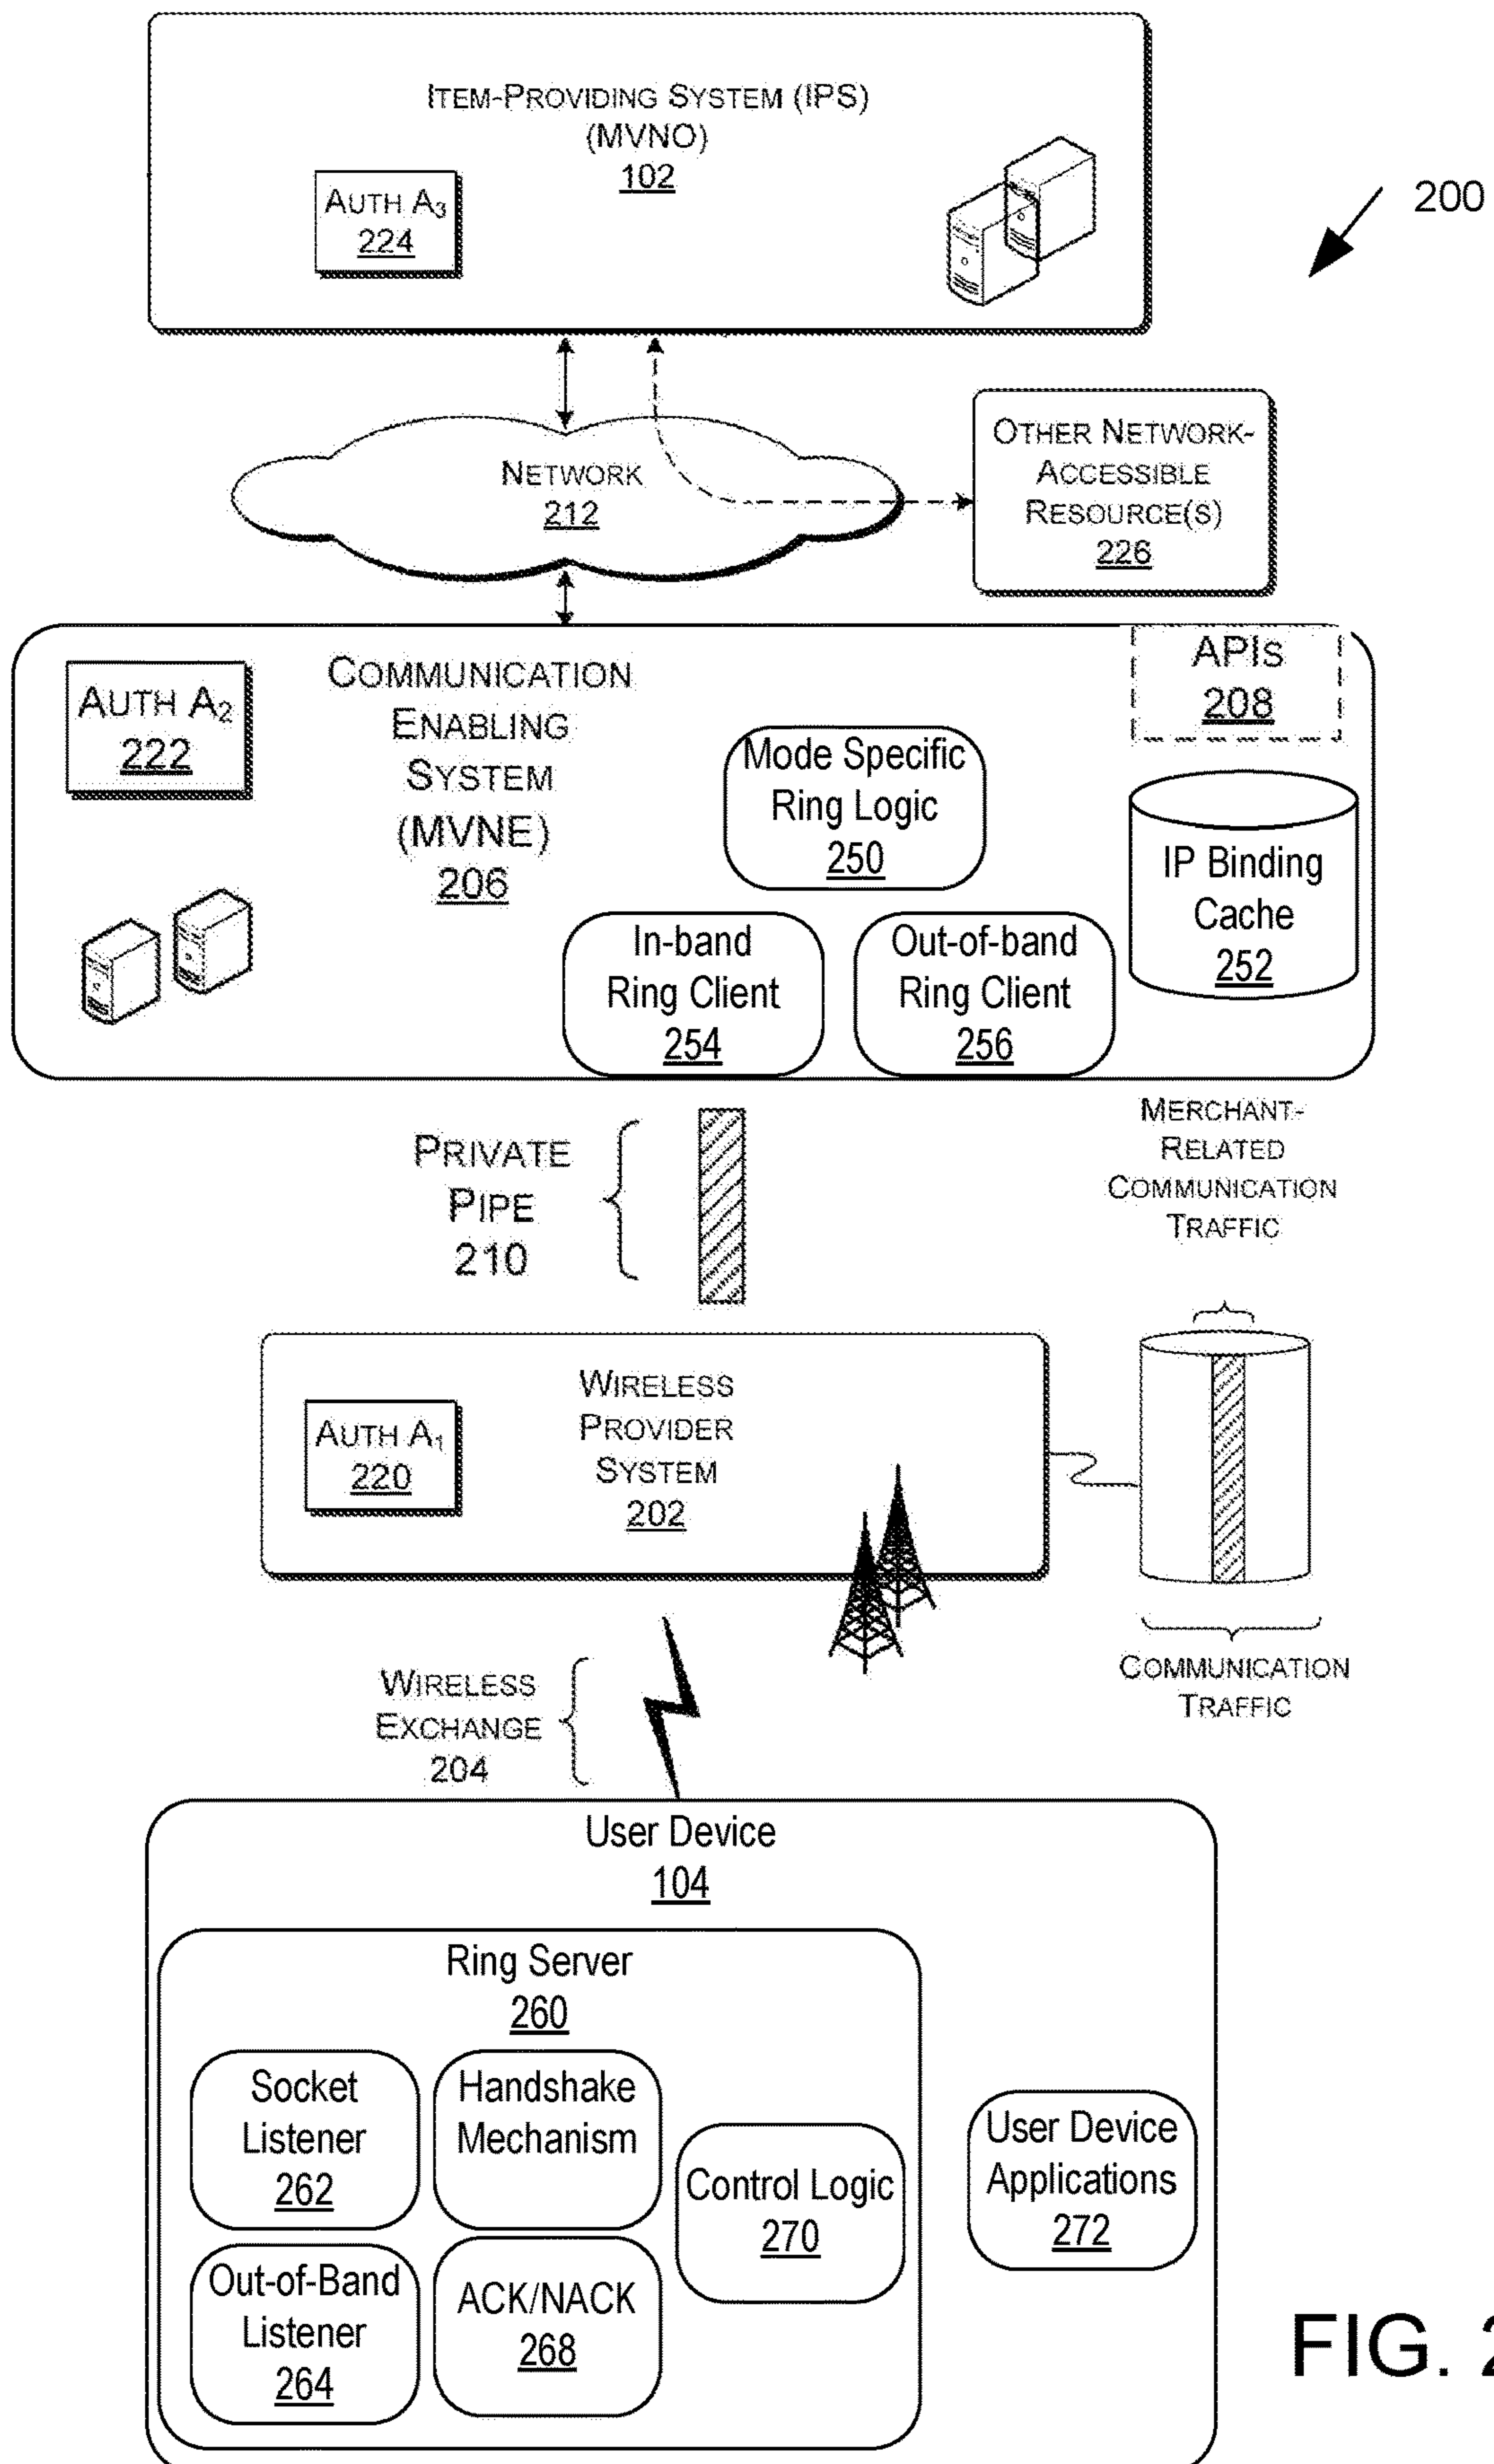 ITEM-PROVIDING SYSTEM (IPS)
(MVNO)
102
AUTH A3
224
200
NETWORK
212
OTHER NETWORK-
ACCESSIBLE
RESOURCE(S)
226
AUTH A2
222
COMMUNICATION
ENABLING
SYSTEM
(MVNE)
206
APIS
208
Mode Specific
Ring Logic
250
IP Binding
Cache
252
In-band
Ring Client
254
Out-of-band
Ring Client
256
PRIVATE
PIPE
210
MERCHANT-
RELATED
COMMUNICATION
TRAFFIC
WIRELESS
PROVIDER
SYSTEM
202
AUTH A1
220
COMMUNICATION
TRAFFIC
WIRELESS
EXCHANGE
204
User Device
104
Ring Server
260
Socket
Listener
262
Handshake
Mechanism
Control Logic
270
User Device
Applications
272
Out-of-Band
Listener
264
ACK/NACK
268
FIG. 2